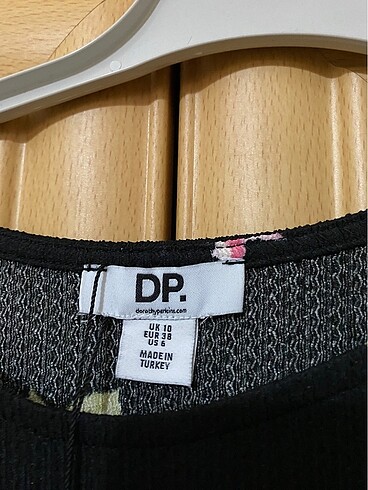 DP.
dorothyperkins.com
UK 10
EUR 38
US 6
MADE IN
TURKEY